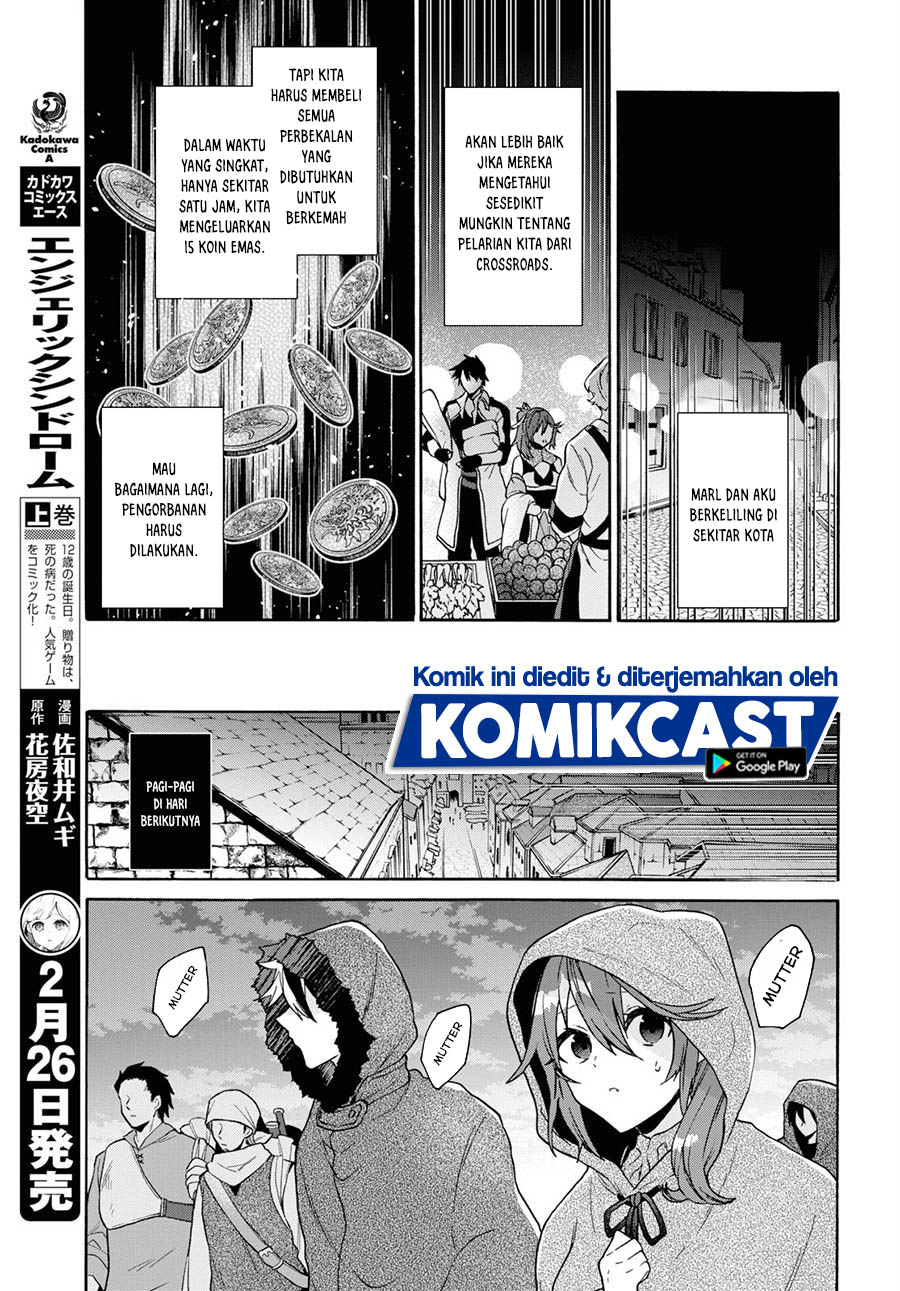 MARL DAN AKU
BERKELILING DI
SEKITAR KOTA
AKAN LEBIH BAIK
JIKA MEREKA
MENGETAHUI
SESEDIKIT
MUNGKIN TENTANG
PELARIAN KITA DARI
CROSSROADS.
TAPI KITA
HARUS MEMBELI
SEMUA
PERBEKALAN
YANG
DIBUTUHKAN
UNTUK
BERKEMAH
DALAM WAKTU
YANG SINGKAT,
HANYA SEKITAR
SATU JAM, KITA
MENGELUARKAN
15 KOIN EMAS.
MAU
BAGAIMANA LAGI,
PENGORBANAN
HARUS
DILAKUKAN.
Komik ini diedit & diterjemahkan oleh
KOMIKCAST
GET IT ON
Google Play
PAGI-PAGI
DI HARI
BERIKUTNYA
MUTTER
MUTTER
MUTTER
Kadokawa
Comics
A
カドカワ
コミックス
エース
エンジェリックシンドローム
上巻
12歳の誕生日。贈り物は、
死の病だった。人気ゲーム
をコミック化！
漫画 佐和井ムギ
原作 花房夜空
2月26日発売